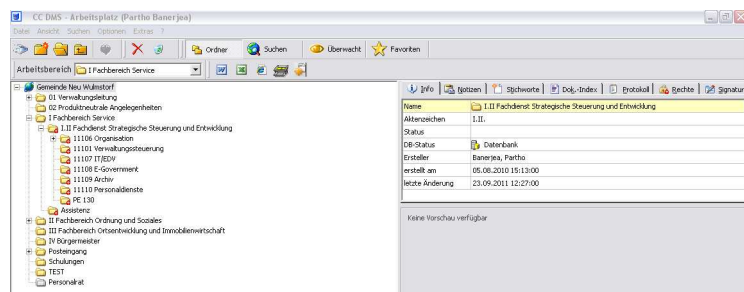 CC DMS - Arbeitsplatz (Partho Banerjea)
Datei Ansicht Suchen Optionen Extras ?
Ordner Suchen Überwacht Favoriten
Arbeitsbereich I Fachbereich Service
Gemeinde Neu Wulmstorf
01 Verwaltungsleitung
02 Produktneutrale Angelegenheiten
I Fachbereich Service
I.II Fachdienst Strategische Steuerung und Entwicklung
11106 Organisation
11101 Verwaltungssteuerung
11107 IT/EDV
11108 E-Government
11109 Archiv
11110 Personaldienste
PE 130
Assistenz
II Fachbereich Ordnung und Soziales
III Fachbereich Ortsentwicklung und Immobilienwirtschaft
IV Bürgermeister
Posteingang
Schulungen
TEST
Personalrat
Info Notizen Stichworte Dok.-Index Protokoll Rechte Signatur
Name I.II Fachdienst Strategische Steuerung und Entwicklung
Aktenzeichen I.II.
Status
DB-Status Datenbank
Ersteller Banerjea, Partho
erstellt am 05.08.2010 15:13:00
letzte Änderung 23.09.2011 12:27:00
Keine Vorschau verfügbar